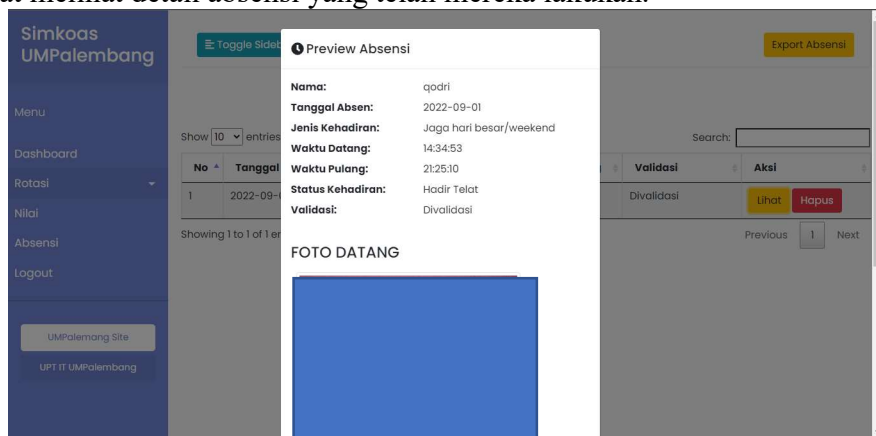 at melihat detail absensi yang telah mereka lakukan.
Simkoas
UMPalembang
Menu
Dashboard
Rotasi
Nilai
Absensi
Logout
UMPalemang Site
UPT IT UMPalembang
Toggle Sideb
Export Absensi
Show 10 entries
Search:
No Tanggal Validasi Aksi
1 2022-09-0 Divalidasi Lihat Hapus
Showing 1 to 1 of 1 en
Previous 1 Next
Preview Absensi
Nama: qodri
Tanggal Absen: 2022-09-01
Jenis Kehadiran: Jaga hari besar/weekend
Waktu Datang: 14:34:53
Waktu Pulang: 21:25:10
Status Kehadiran: Hadir Telat
Validasi: Divalidasi
FOTO DATANG